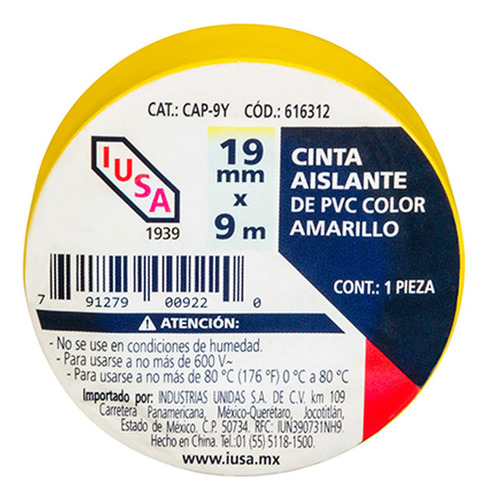 CAT.: CAP-9Y CÓD.: 616312
IUSA
1939
19
mm
x
9 m
CINTA
AISLANTE
DE PVC COLOR
AMARILLO
CONT.: 1 PIEZA
7 91279 00922 0
ATENCIÓN:
- No se use en condiciones de humedad.
- Para usarse a no más de 600 V~
- Para usarse a no más de 80 °C (176 °F) 0 °C a 80 °C
Importado por: INDUSTRIAS UNIDAS S.A. DE C.V. km 109
Carretera Panamericana, México-Querétaro, Jocotitlán,
Estado de México. C.P. 50734. RFC: IUN390731NH9
Hecho en China. Tel.:01 (55) 5118-1500.
www.iusa.mx